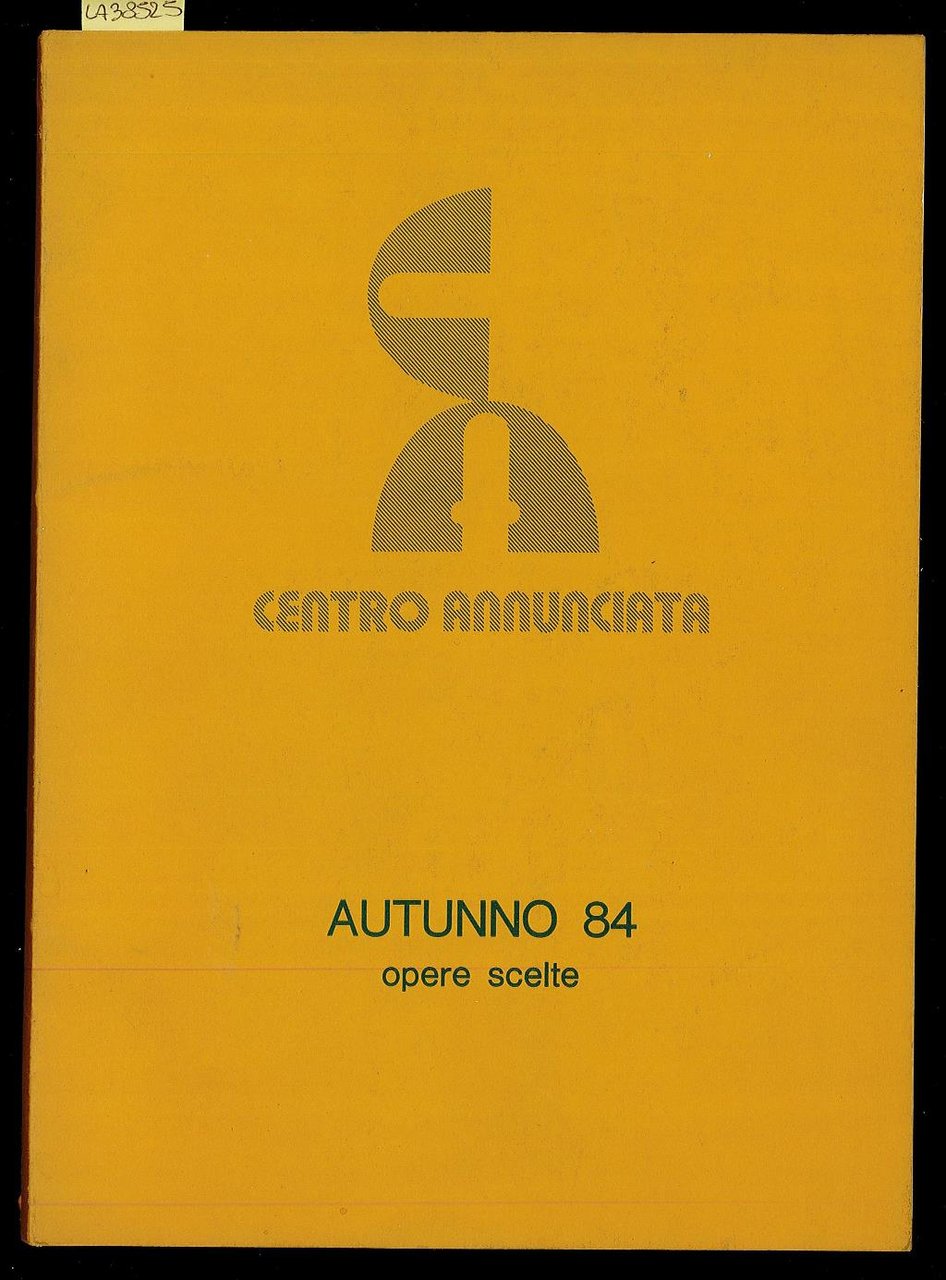 LA38525
CENTRO ANNUNCIATA
AUTUNNO 84
opere scelte